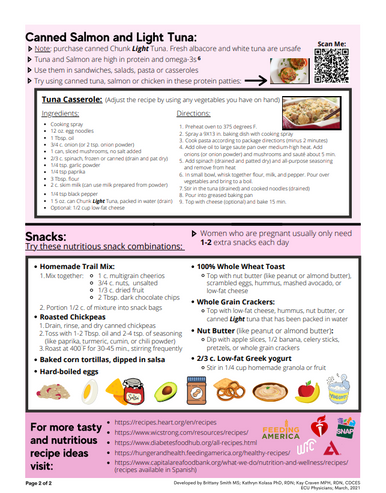 Canned Salmon and Light Tuna:
Scan Me:
Note: purchase canned Chunk Light Tuna. Fresh albacore and white tuna are unsafe
Tuna and Salmon are high in protein and omega-3s 6
Use them in sandwiches, salads, pasta or casseroles
Try using canned tuna, salmon or chicken in these protein patties:
Tuna Casserole: (Adjust the recipe by using any vegetables you have on hand)
Ingredients:
Cooking spray
12 oz. egg noodles
1 Tbsp. oil
3/4 c. onion (or 2 tsp. onion powder)
1 can, sliced mushrooms, no salt added
2/3 c. spinach, frozen or canned (drain and pat dry)
1/4 tsp. garlic powder
1/4 tsp paprika
3 Tbsp. flour
2 c. skim milk (can use milk prepared from powder)
1/4 tsp black pepper
1 5 oz. can Chunk Light Tuna, packed in water (drain)
Optional: 1/2 cup low-fat cheese
Directions:
1. Preheat oven to 375 degrees F.
2. Spray a 9X13 in. baking dish with cooking spray
3. Cook pasta according to package directions (minus 2 minutes)
4. Add olive oil to large saute pan over medium high heat. Add
onions (or onion powder) and mushrooms and sauté about 5 min.
5. Add spinach (drained and patted dry) and all-purpose seasoning
and remove from heat
6. In small bowl, whisk together flour, milk, and pepper. Pour over
vegetables and bring to a boil.
7. Stir in the tuna (drained) and cooked noodles (drained)
8. Pour into greased baking pan
9. Top with cheese (optional) and bake 15 min.
Snacks:
Try these nutritious snack combinations:
Women who are pregnant usually only need
1-2 extra snacks each day
Homemade Trail Mix:
1. Mix together:
1 c. multigrain cheerios
3/4 c. nuts, unsalted
1/3 c. dried fruit
2 Tbsp. dark chocolate chips
2. Portion 1/2 c. of mixture into snack bags
Roasted Chickpeas
1. Drain, rinse, and dry canned chickpeas
2. Toss with 1-2 Tbsp. oil and 2-4 tsp. of seasoning
(like paprika, turmeric, cumin, or chili powder)
3. Roast at 400 F for 30-45 min., stirring frequently
Baked corn tortillas, dipped in salsa
Hard-boiled eggs
100% Whole Wheat Toast
Top with nut butter (like peanut or almond butter),
scrambled eggs, hummus, mashed avocado, or
low-fat cheese
Whole Grain Crackers:
Top with low-fat cheese, hummus, nut butter, or
canned Light tuna that has been packed in water
Nut Butter (like peanut or almond butter):
Dip with apple slices, 1/2 banana, celery sticks,
pretzels, or whole grain crackers
2/3 c. Low-fat Greek yogurt
Stir in 1/4 cup homemade granola or fruit
For more tasty
and nutritious
recipe ideas
visit:
https://recipes.heart.org/en/recipes
https://www.wicstrong.com/resources/recipes/
https://www.diabetesfoodhub.org/all-recipes.html
https://hungerandhealth.feedingamerica.org/healthy-recipes/
https://www.capitalareafoodbank.org/what-we-do/nutrition-and-wellness/recipes/
(recipes available in Spanish)
FEEDING
AMERICA
SNAP
Page 2 of 2
Developed by Brittany Smith MS; Kathryn Kolasa PhD, RDN; Kay Craven MPH, RDN, CDCES
ECU Physicians; March, 2021